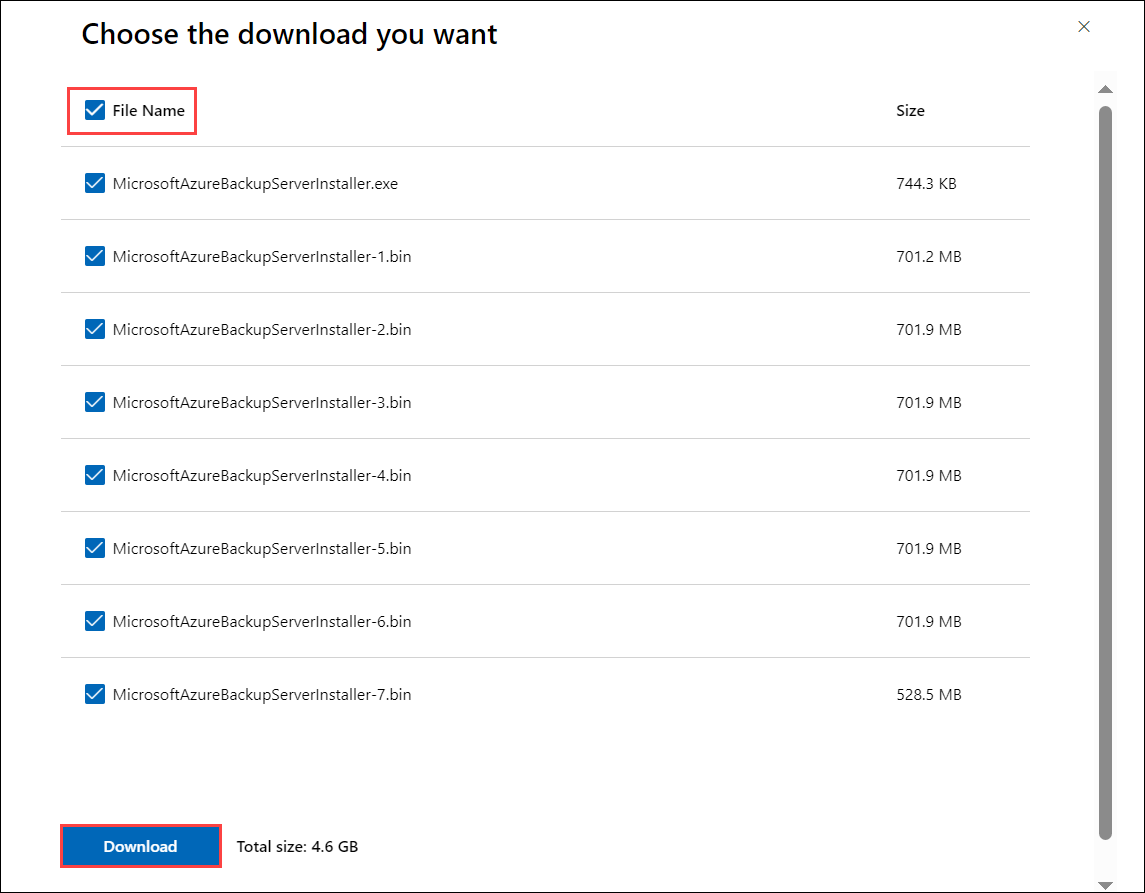 Choose the download you want
File Name Size
MicrosoftAzureBackupServerInstaller.exe 744.3 KB
MicrosoftAzureBackupServerInstaller-1.bin 701.2 MB
MicrosoftAzureBackupServerInstaller-2.bin 701.9 MB
MicrosoftAzureBackupServerInstaller-3.bin 701.9 MB
MicrosoftAzureBackupServerInstaller-4.bin 701.9 MB
MicrosoftAzureBackupServerInstaller-5.bin 701.9 MB
MicrosoftAzureBackupServerInstaller-6.bin 701.9 MB
MicrosoftAzureBackupServerInstaller-7.bin 528.5 MB
Download Total size: 4.6 GB